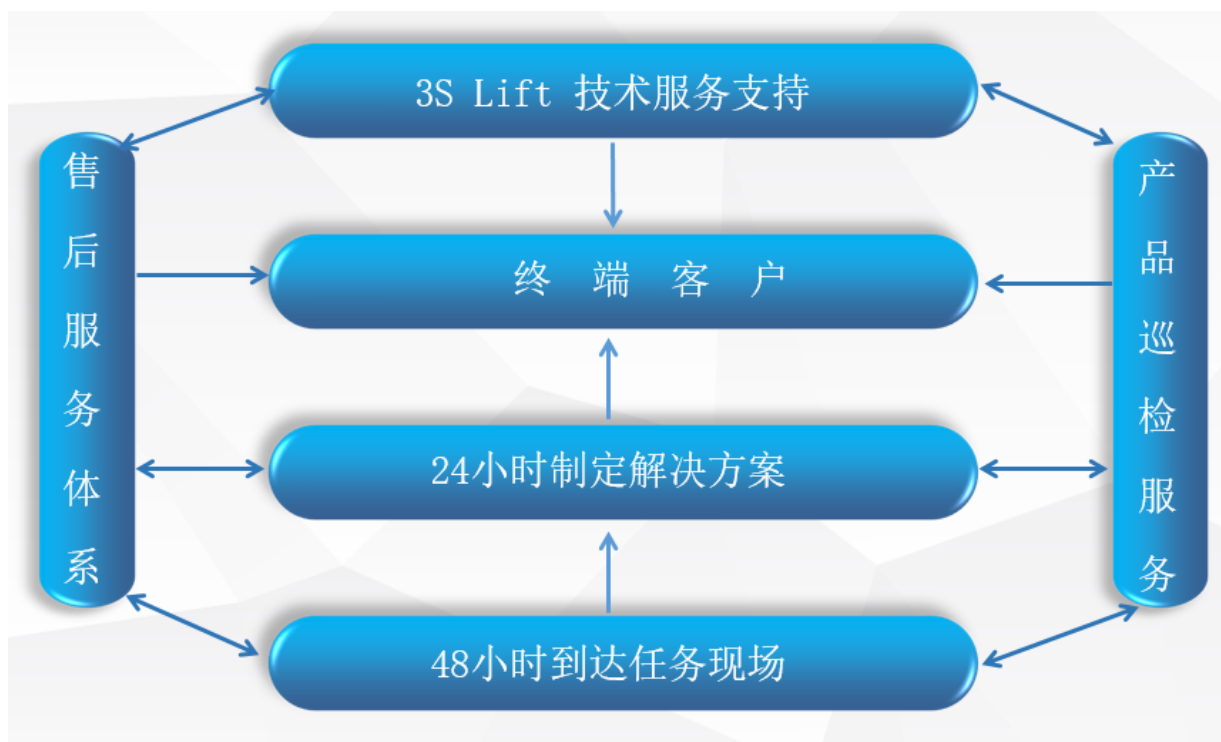 3S Lift 技术服务支持
售后服务体系
终端客户
产品巡检服务
24小时制定解决方案
48小时到达任务现场